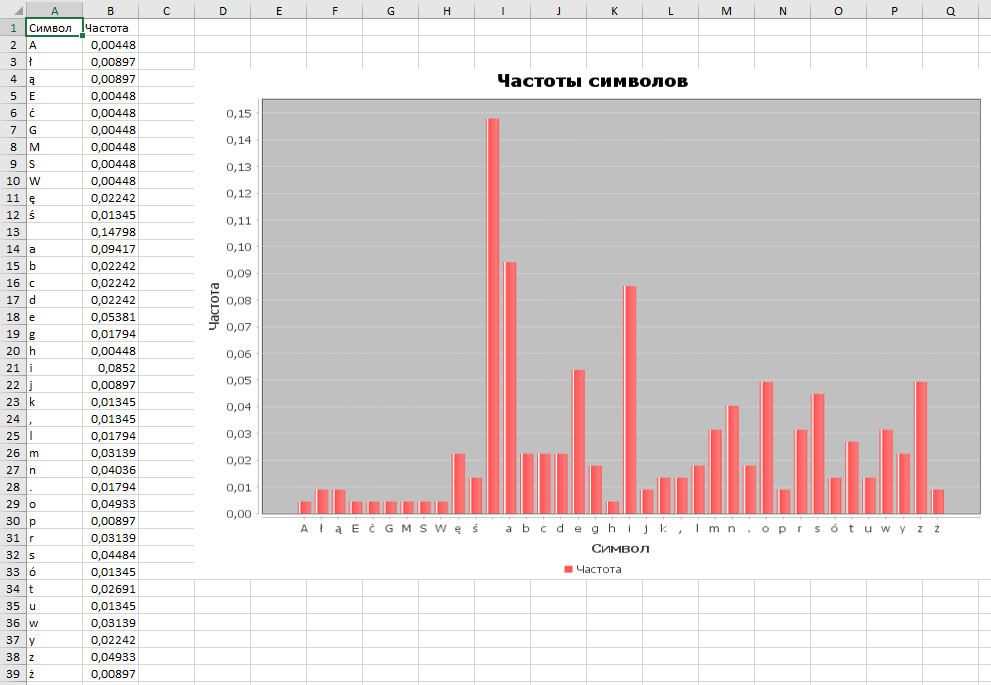 A B C D E F G H I J K L M N O P Q
1 Символ Частота
2 A 0,00448
3 ł 0,00897
4 ą 0,00897
5 E 0,00448
6 ć 0,00448
7 G 0,00448
8 M 0,00448
9 S 0,00448
10 W 0,00448
11 ę 0,02242
12 ś 0,01345
13 0,14798
14 a 0,09417
15 b 0,02242
16 c 0,02242
17 d 0,02242
18 e 0,05381
19 g 0,01794
20 h 0,00448
21 i 0,0852
22 j 0,00897
23 k 0,01345
24 , 0,01345
25 l 0,01794
26 m 0,03139
27 n 0,04036
28 . 0,01794
29 o 0,04933
30 p 0,00897
31 r 0,03139
32 s 0,04484
33 ó 0,01345
34 t 0,02691
35 u 0,01345
36 w 0,03139
37 y 0,02242
38 z 0,04933
39 ż 0,00897
Частоты символов
Частота
0,15
0,14
0,13
0,12
0,11
0,10
0,09
0,08
0,07
0,06
0,05
0,04
0,03
0,02
0,01
0,00
A ł ą E ć G M S W ę ś a b c d e g h i j k , l m n . o p r s ó t u w y z ż
Символ
Частота